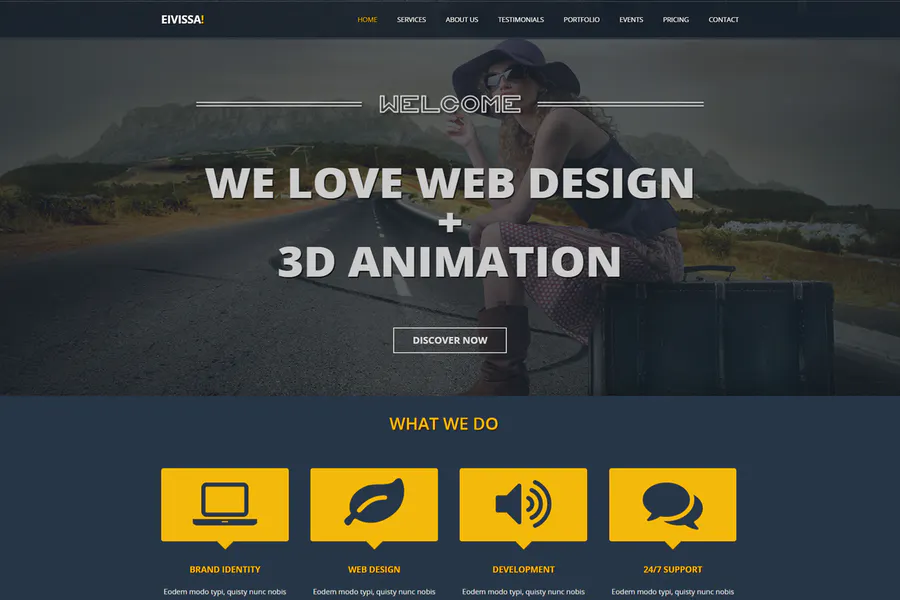 EIVISSA! HOME SERVICES ABOUT US TESTIMONIALS PORTFOLIO EVENTS PRICING CONTACT
WELCOME
WE LOVE WEB DESIGN
+
3D ANIMATION
DISCOVER NOW
WHAT WE DO
BRAND IDENTITY WEB DESIGN DEVELOPMENT 24/7 SUPPORT
Eodem modo typi, quisty nunc nobis Eodem modo typi, quisty nunc nobis Eodem modo typi, quisty nunc nobis Eodem modo typi, quisty nunc nobis